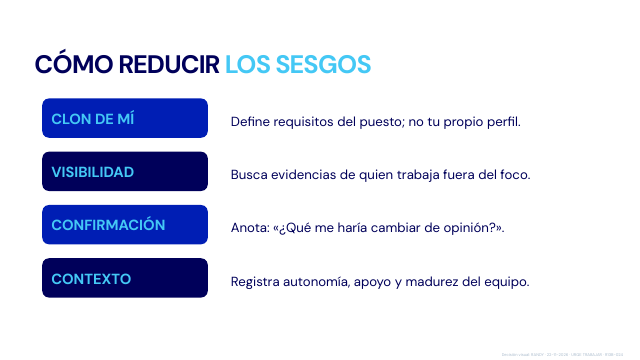 CÓMO REDUCIR LOS SESGOS
CLON DE MÍ
Define requisitos del puesto; no tu propio perfil.
VISIBILIDAD
Busca evidencias de quien trabaja fuera del foco.
CONFIRMACIÓN
Anota: «¿Qué me haría cambiar de opinión?».
CONTEXTO
Registra autonomía, apoyo y madurez del equipo.